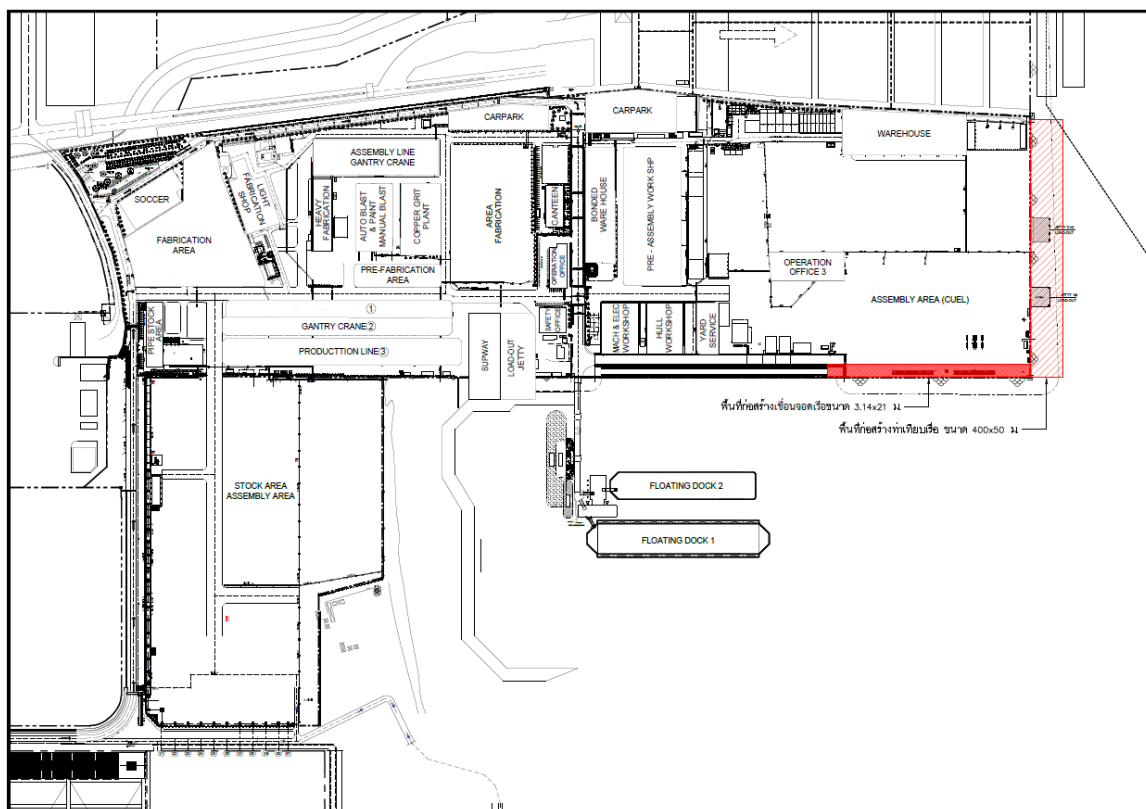 CARPARK
CARPARK
WAREHOUSE
ASSEMBLY LINE
GANTRY CRANE
SOCCER
LIGHT
FABRICATION
SHOP
HEAVY
FABRICATION
AUTO BLAST
& PAINT
MANUAL BLAST
COPPER GRIT
PLANT
AREA
FABRICATION
CANTEEN
BONDED
WARE HOUSE
PRE - ASSEMBLY WORK SHP
FABRICATION
AREA
PRE-FABRICATION
AREA
OPERATION
OFFICE
OPERATION
OFFICE 3
ASSEMBLY AREA (CUEL)
PIPE STOCK
AREA
①
GANTRY CRANE②
PRODUCTTION LINE③
SUPWAY
LOAD-OUT
JETTY
SAFETY
OFFICE
MACH & ELEC
WORKSHOP
HULL
WORKSHOP
YARD
SERVICE
พื้นที่ก่อสร้างเขื่อนจอดเรือขนาด 3.14x21 ม.
พื้นที่ก่อสร้างท่าเทียบเรือ ขนาด 400x50 ม.
STOCK AREA
ASSEMBLY AREA
FLOATING DOCK 2
FLOATING DOCK 1